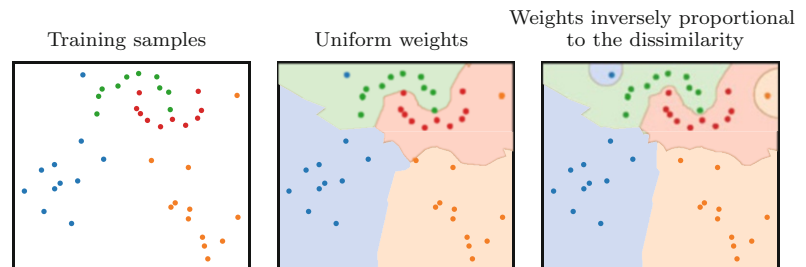 Training samples
Uniform weights
Weights inversely proportional
to the dissimilarity